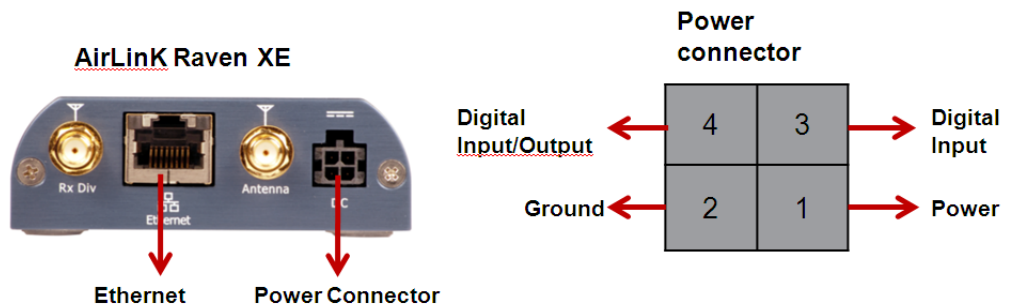 AirLinK Raven XE
Rx Div
Ethernet
Antenna
DC
Ethernet
Power Connector
Power
connector
Digital
Input/Output
4
3
Digital
Input
Ground
2
1
Power